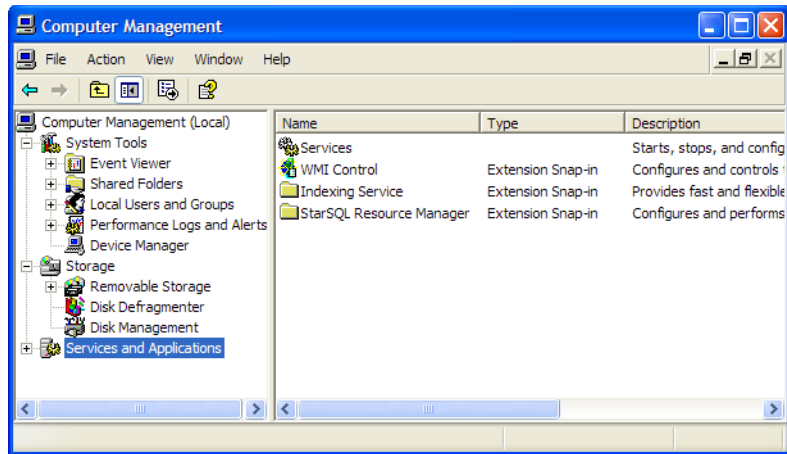 Computer Management
File Action View Window Help
Computer Management (Local)
System Tools
Event Viewer
Shared Folders
Local Users and Groups
Performance Logs and Alerts
Device Manager
Storage
Removable Storage
Disk Defragmenter
Disk Management
Services and Applications
Name Type Description
Services Starts, stops, and config
WMI Control Extension Snap-in Configures and controls
Indexing Service Extension Snap-in Provides fast and flexible
StarSQL Resource Manager Extension Snap-in Configures and performs